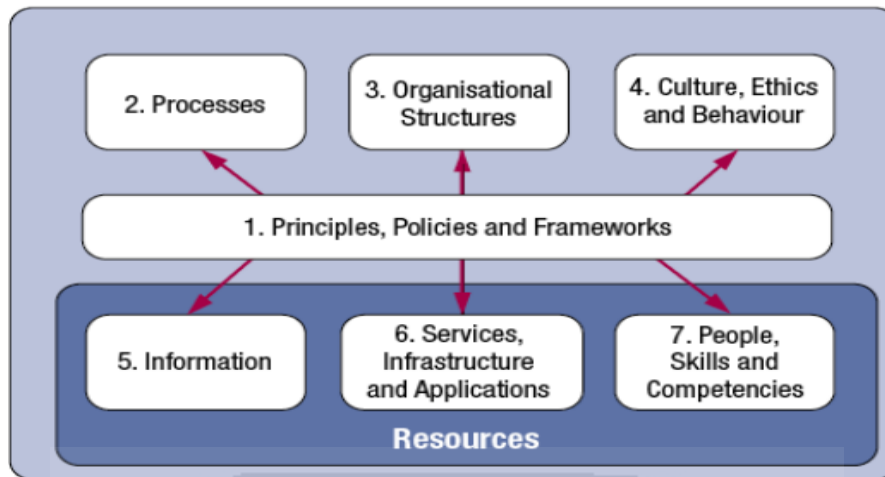 2. Processes
3. Organisational
Structures
4. Culture, Ethics
and Behaviour
1. Principles, Policies and Frameworks
5. Information
6. Services,
Infrastructure
and Applications
7. People,
Skills and
Competencies
Resources